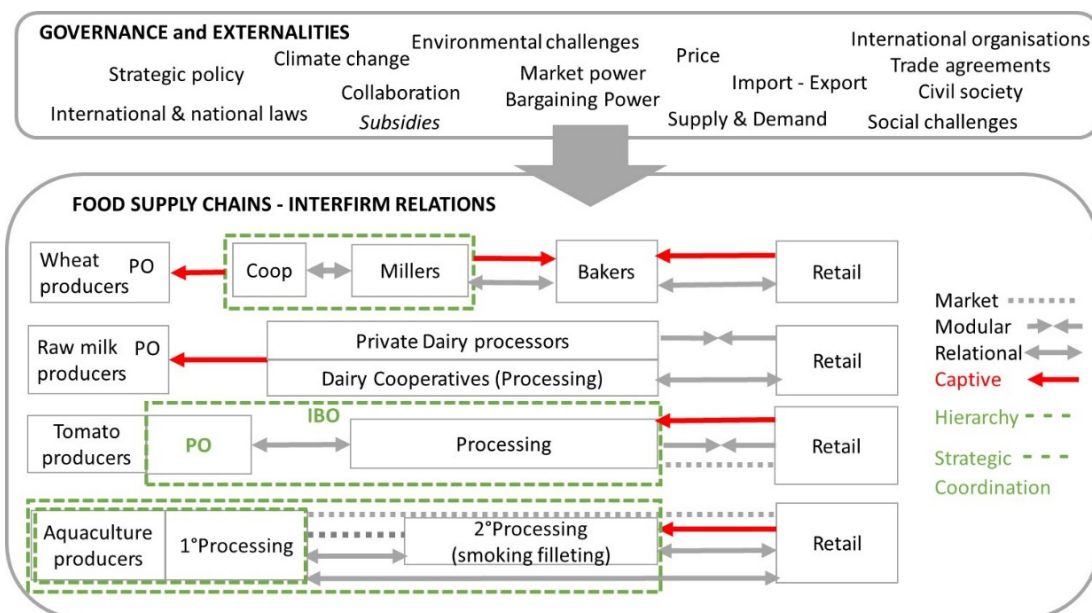 GOVERNANCE and EXTERNALITIES
Climate change
Environmental challenges
Price
International organisations
Strategic policy
Market power
Import - Export
Trade agreements
International & national laws
Collaboration
Bargaining Power
Civil society
Subsidies
Supply & Demand
Social challenges
FOOD SUPPLY CHAINS - INTERFIRM RELATIONS
Wheat PO
producers
Coop
Millers
Bakers
Retail
Raw milk PO
producers
Private Dairy processors
Dairy Cooperatives (Processing)
Retail
Tomato
producers
PO
IBO
Processing
Retail
Aquaculture
producers
1°Processing
2°Processing
(smoking filleting)
Retail
Market
Modular
Relational
Captive
Hierarchy
Strategic
Coordination